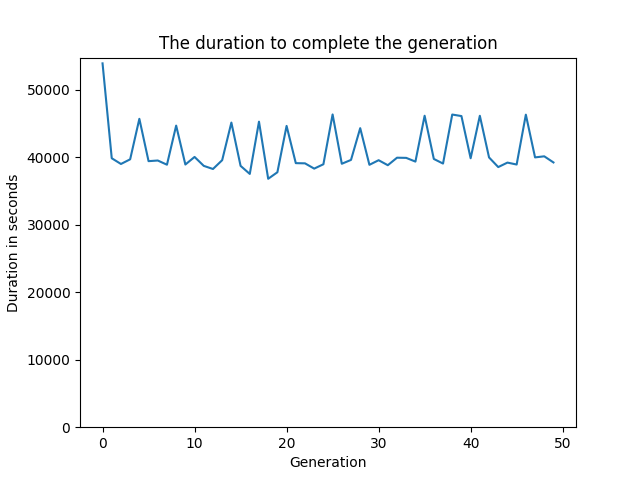 The duration to complete the generation
50000
40000
30000
20000
10000
0
Duration in seconds
0 10 20 30 40 50
Generation